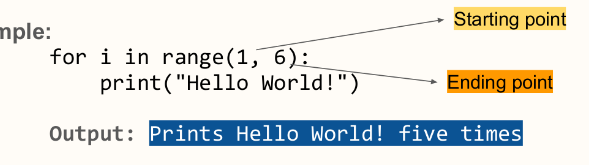 Starting point
mple:
for i in range(1, 6):
print("Hello World!")
Ending point
Output: Prints Hello World! five times